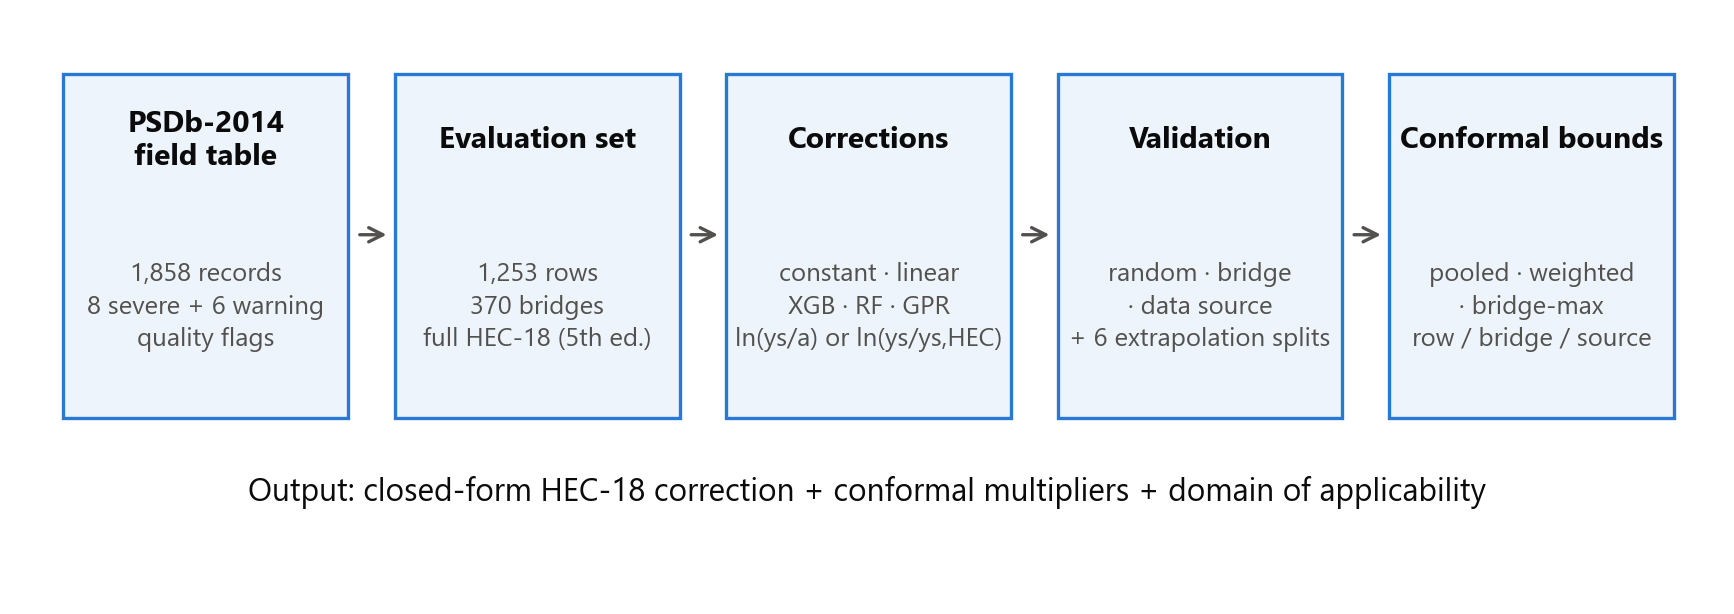 PSDb-2014
field table
1,858 records
8 severe + 6 warning
quality flags
Evaluation set
1,253 rows
370 bridges
full HEC-18 (5th ed.)
Corrections
constant · linear
XGB · RF · GPR
ln(ys/a) or ln(ys/ys,HEC)
Validation
random · bridge
· data source
+ 6 extrapolation splits
Conformal bounds
pooled · weighted
· bridge-max
row / bridge / source
Output: closed-form HEC-18 correction + conformal multipliers + domain of applicability